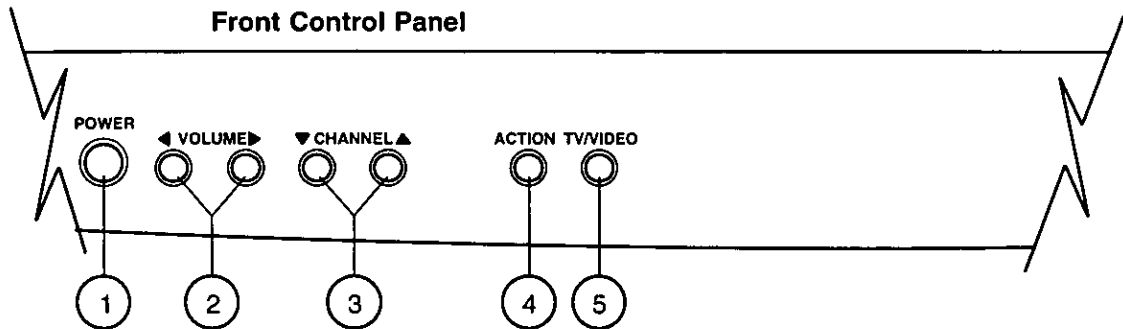 Front Control Panel
POWER ◀ VOLUME▶ ▼CHANNEL▲ ACTION TV/VIDEO
1 2 3 4 5